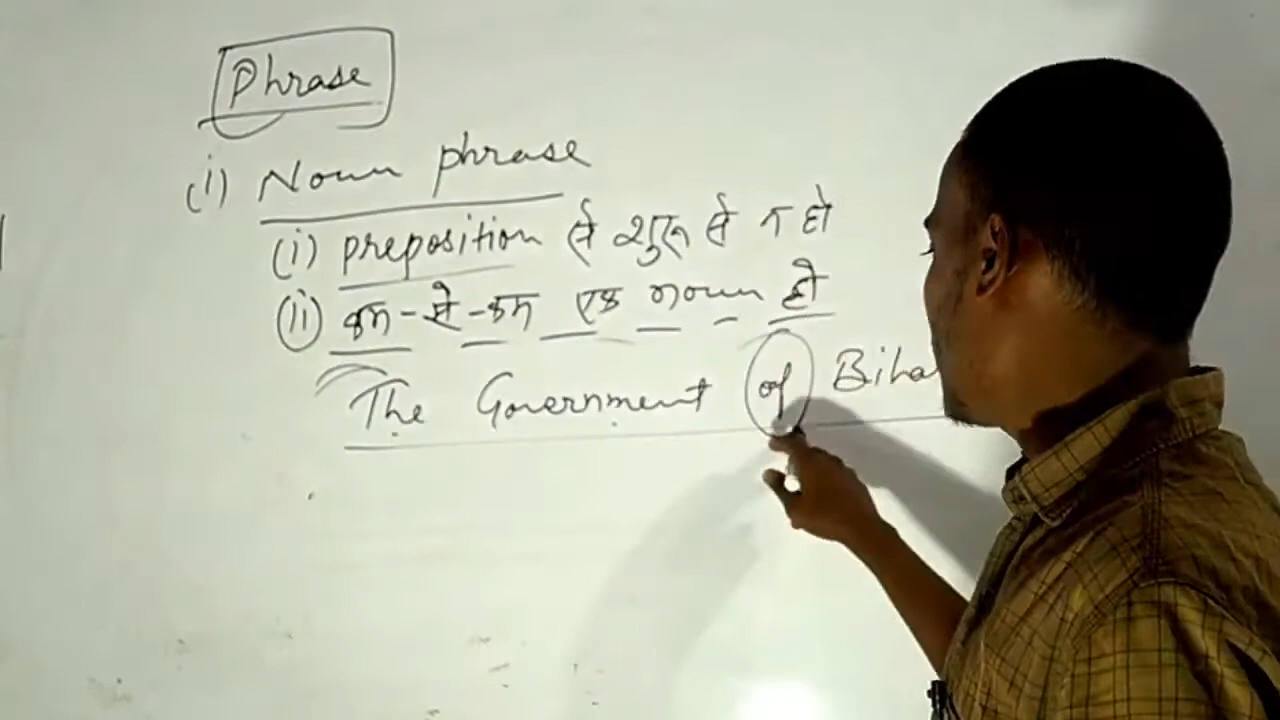 Phrase
(i) Noun phrase
(i) preposition से शुरू से न हो
(ii) कम-से-कम एक noun हो
The Government of Biha